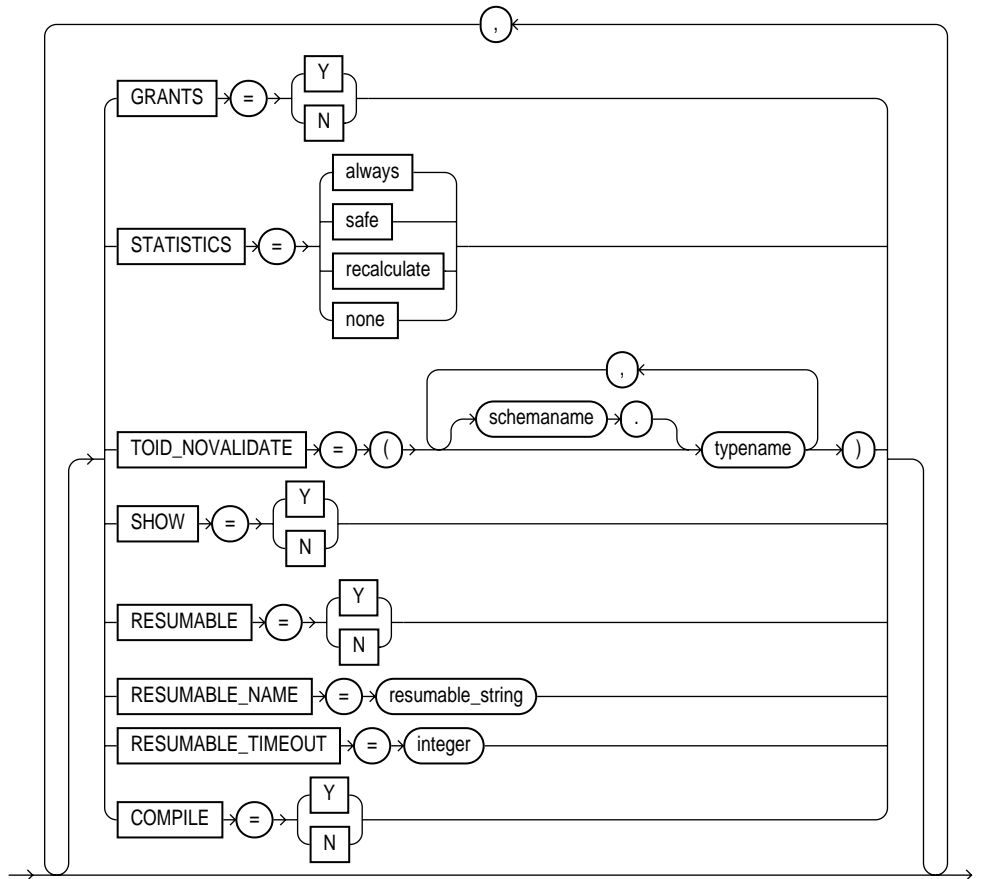 ,
GRANTS = Y
N
always
safe
STATISTICS =
recalculate
none
,
schemaname .
TOID_NOVALIDATE = ( typename )
Y
SHOW =
N
Y
RESUMABLE =
N
RESUMABLE_NAME = resumable_string
RESUMABLE_TIMEOUT = integer
Y
COMPILE =
N